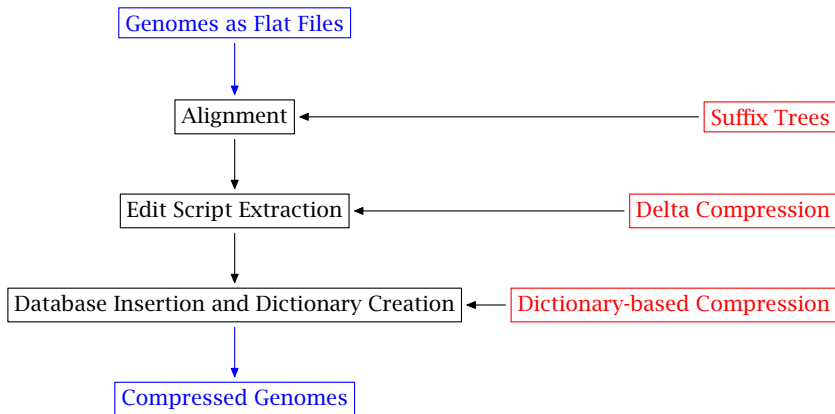 Genomes as Flat Files
Alignment
Suffix Trees
Edit Script Extraction
Delta Compression
Database Insertion and Dictionary Creation
Dictionary-based Compression
Compressed Genomes